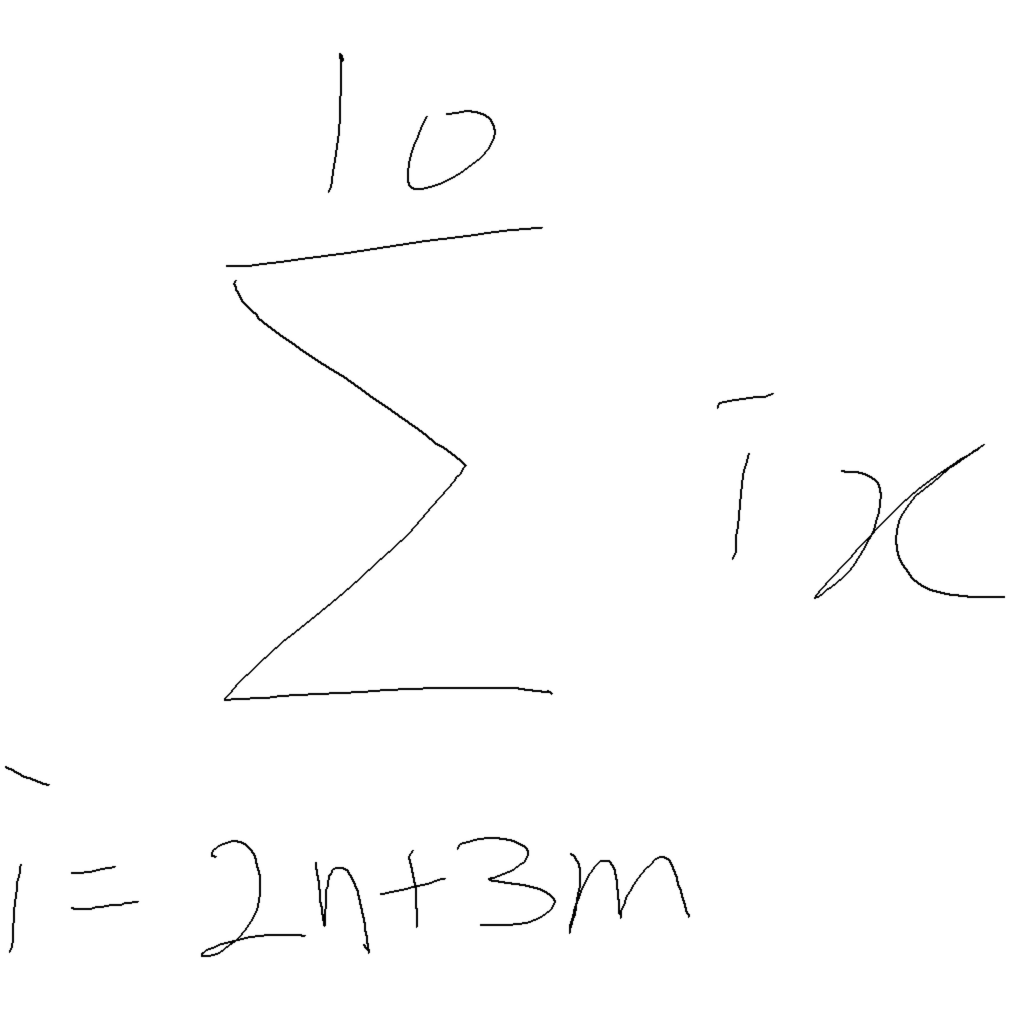 10
∑ ix
i = 2n+3m